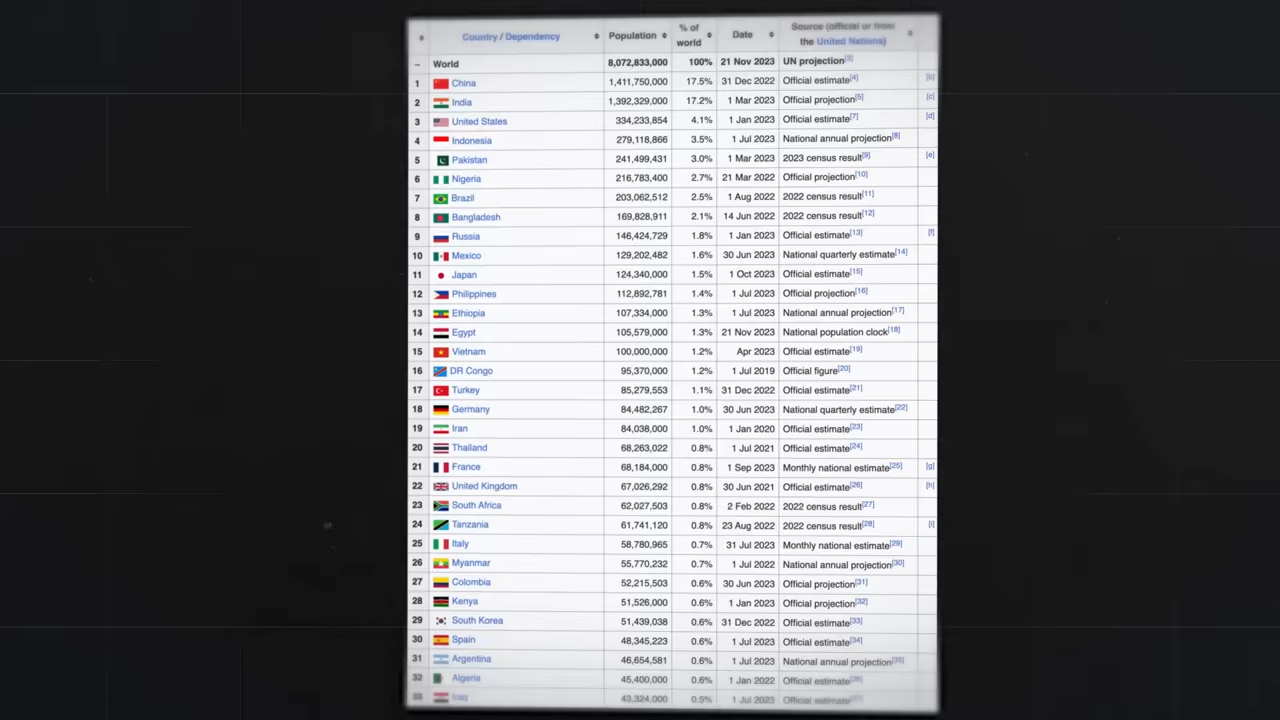 Country / Dependency Population % of world Date Source (official or from the United Nations)
– World 8,072,833,000 100% 21 Nov 2023 UN projection[3]
1 China 1,411,750,000 17.5% 31 Dec 2022 Official estimate[4] [b]
2 India 1,392,329,000 17.2% 1 Mar 2023 Official projection[5] [c]
3 United States 334,233,854 4.1% 1 Jan 2023 Official estimate[7] [d]
4 Indonesia 279,118,866 3.5% 1 Jul 2023 National annual projection[8]
5 Pakistan 241,499,431 3.0% 1 Mar 2023 2023 census result[9] [e]
6 Nigeria 216,783,400 2.7% 21 Mar 2022 Official projection[10]
7 Brazil 203,062,512 2.5% 1 Aug 2022 2022 census result[11]
8 Bangladesh 169,828,911 2.1% 14 Jun 2022 2022 census result[12]
9 Russia 146,424,729 1.8% 1 Jan 2023 Official estimate[13] [f]
10 Mexico 129,202,482 1.6% 30 Jun 2023 National quarterly estimate[14]
11 Japan 124,340,000 1.5% 1 Oct 2023 Official estimate[15]
12 Philippines 112,892,781 1.4% 1 Jul 2023 Official projection[16]
13 Ethiopia 107,334,000 1.3% 1 Jul 2023 National annual projection[17]
14 Egypt 105,579,000 1.3% 21 Nov 2023 National population clock[18]
15 Vietnam 100,000,000 1.2% Apr 2023 Official estimate[19]
16 DR Congo 95,370,000 1.2% 1 Jul 2019 Official figure[20]
17 Turkey 85,279,553 1.1% 31 Dec 2022 Official estimate[21]
18 Germany 84,482,267 1.0% 30 Jun 2023 National quarterly estimate[22]
19 Iran 84,038,000 1.0% 1 Jan 2020 Official estimate[23]
20 Thailand 68,263,022 0.8% 1 Jul 2021 Official estimate[24]
21 France 68,184,000 0.8% 1 Sep 2023 Monthly national estimate[25] [g]
22 United Kingdom 67,026,292 0.8% 30 Jun 2021 Official estimate[26] [h]
23 South Africa 62,027,503 0.8% 2 Feb 2022 2022 census result[27]
24 Tanzania 61,741,120 0.8% 23 Aug 2022 2022 census result[28] [i]
25 Italy 58,780,965 0.7% 31 Jul 2023 Monthly national estimate[29]
26 Myanmar 55,770,232 0.7% 1 Jul 2022 National annual projection[30]
27 Colombia 52,215,503 0.6% 30 Jun 2023 Official projection[31]
28 Kenya 51,526,000 0.6% 1 Jan 2023 Official projection[32]
29 South Korea 51,439,038 0.6% 31 Dec 2022 Official estimate[33]
30 Spain 48,345,223 0.6% 1 Jul 2023 Official estimate[34]
31 Argentina 46,654,581 0.6% 1 Jul 2023 National annual projection[35]
32 Algeria 45,400,000 0.6% 1 Jan 2022 Official estimate[36]
33 Iraq 43,324,000 0.5% 1 Jul 2023 Official estimate